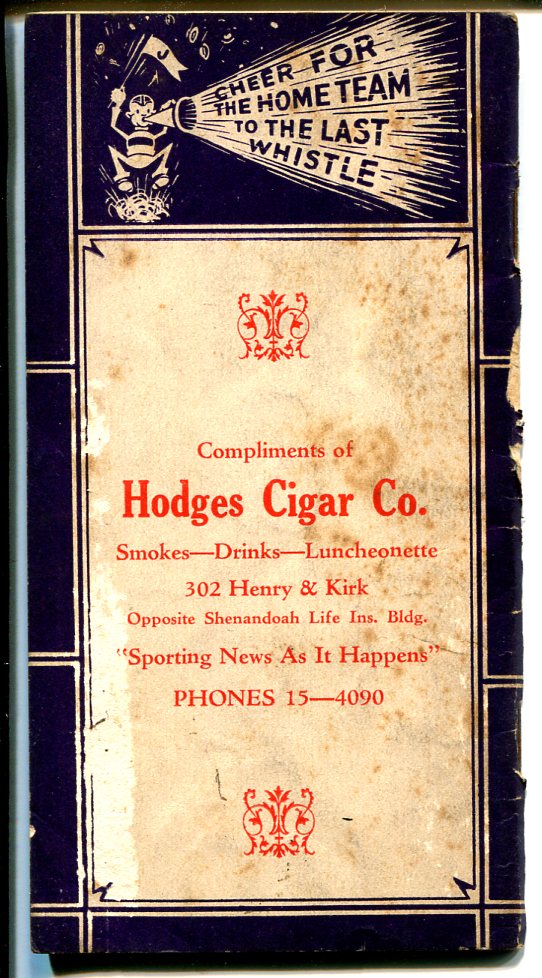 CHEER FOR
THE HOME TEAM
TO THE LAST
WHISTLE
J
Compliments of
Hodges Cigar Co.
Smokes—Drinks—Luncheonette
302 Henry & Kirk
Opposite Shenandoah Life Ins. Bldg.
"Sporting News As It Happens"
PHONES 15—4090